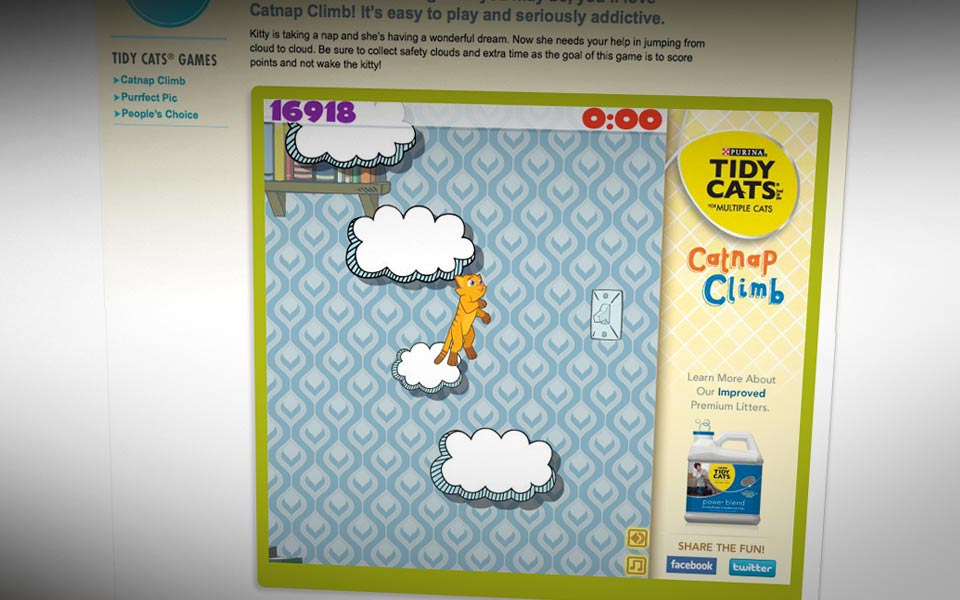 Catnap Climb! It's easy to play and seriously addictive.
Kitty is taking a nap and she's having a wonderful dream. Now she needs your help in jumping from
cloud to cloud. Be sure to collect safety clouds and extra time as the goal of this game is to score
points and not wake the kitty!
TIDY CATS® GAMES
➤Catnap Climb
➤Purrfect Pic
➤People's Choice
16918
0:00
PURINA
TIDY
CATS
FOR MULTIPLE CATS
Catnap
Climb
Learn More About
Our Improved
Premium Litters.
TIDY
CATS
power blend
SHARE THE FUN!
facebook
twitter